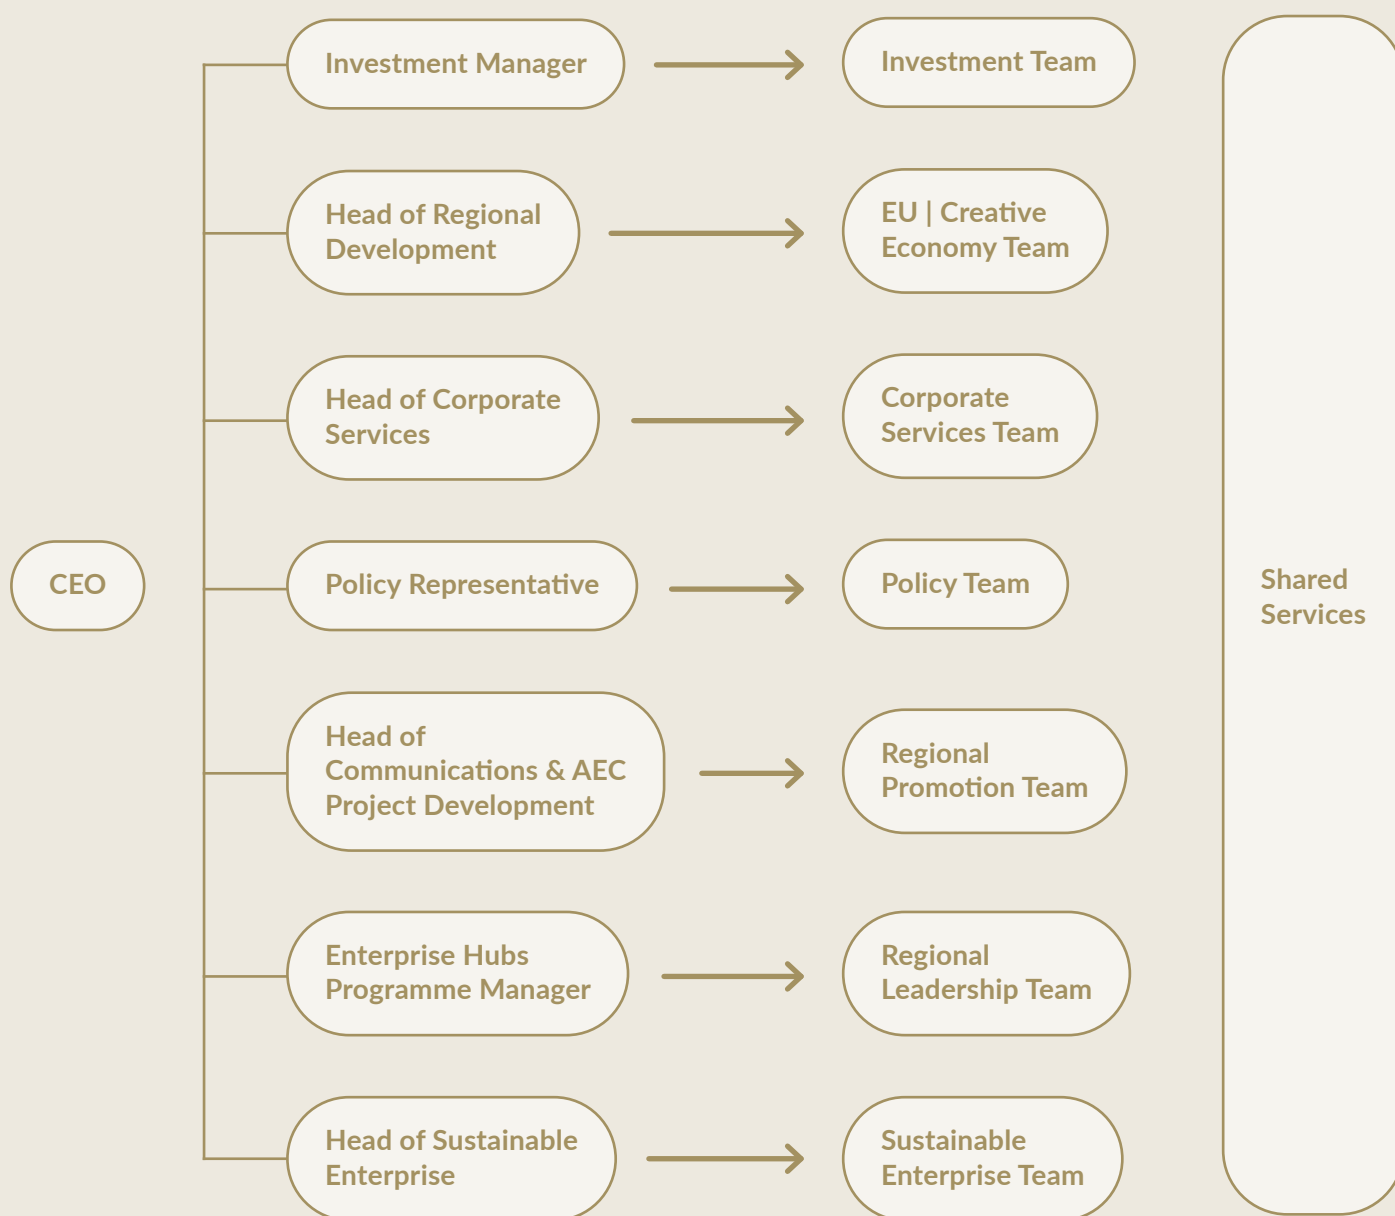 Investment Manager
Investment Team
Head of Regional
Development
EU | Creative
Economy Team
Head of Corporate
Services
Corporate
Services Team
CEO
Policy Representative
Policy Team
Shared
Services
Head of
Communications & AEC
Project Development
Regional
Promotion Team
Enterprise Hubs
Programme Manager
Regional
Leadership Team
Head of Sustainable
Enterprise
Sustainable
Enterprise Team